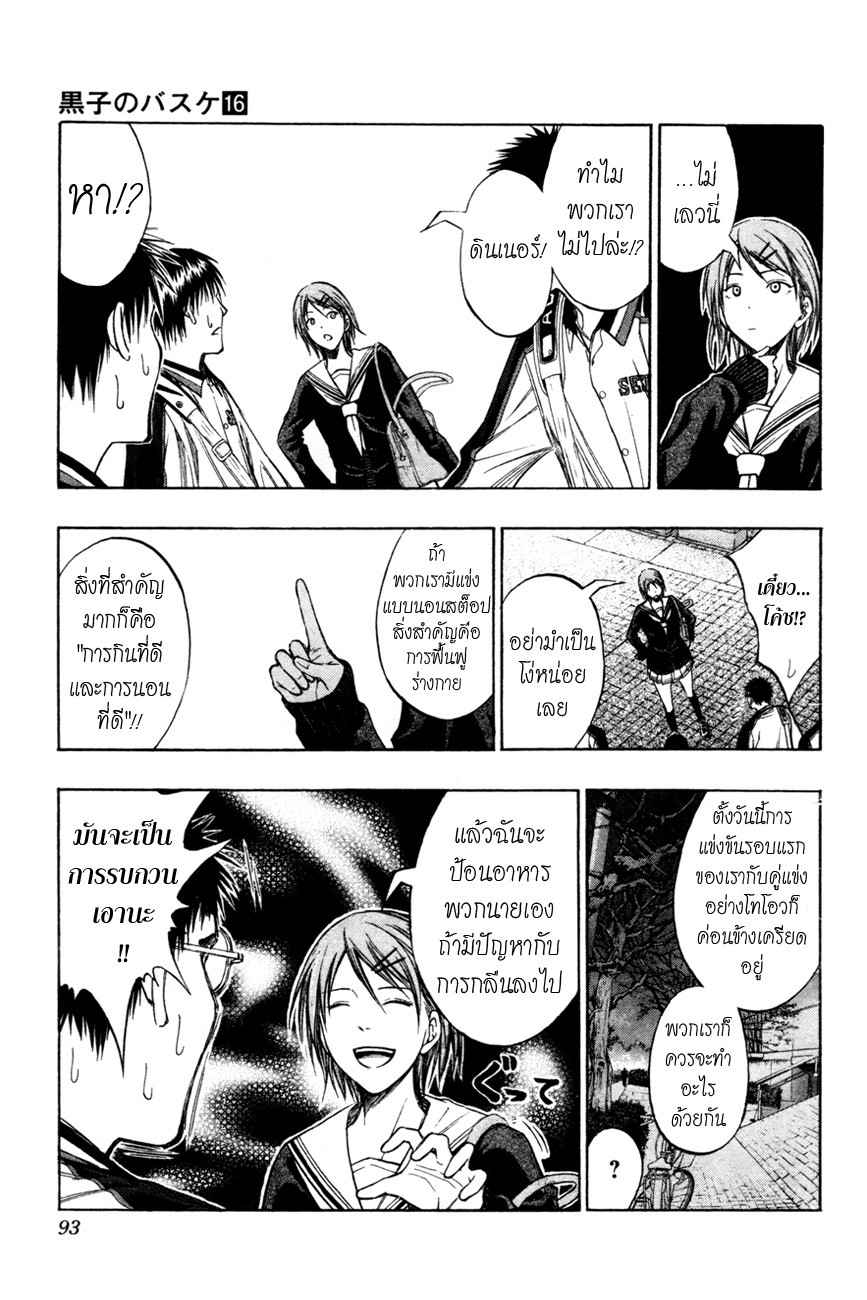 黒子のバスケ16
...ไม่
เลวนี่
ทำไม
พวกเรา
ไม่ไปล่ะ!?
ดินเนอร์!
หา!?
เดี๋ยว...
โค้ช!?
อย่ามำเป็น
โง่หน่อย
เลย
ถ้า
พวกเรามีแข่ง
แบบนอนสต็อป
สิ่งสำคัญคือ
การฟื้นฟู
ร่างกาย
สิ่งที่สำคัญ
มากก็คือ
"การกินที่ดี
และการนอน
ที่ดี"!!
ตั้งวันนี้การ
แข่งขันรอบแรก
ของเรากับคู่แข่ง
อย่างโทโอวก็
ค่อนข้างเครียด
อยู่
พวกเราก็
ควรจะทำ
อะไร
ด้วยกัน
?
แล้วฉันจะ
ป้อนอาหาร
พวกนายเอง
ถ้ามีปัญหากับ
การกลืนลงไป
ぐって
มันจะเป็น
การรบกวน
เอานะ
!!
93